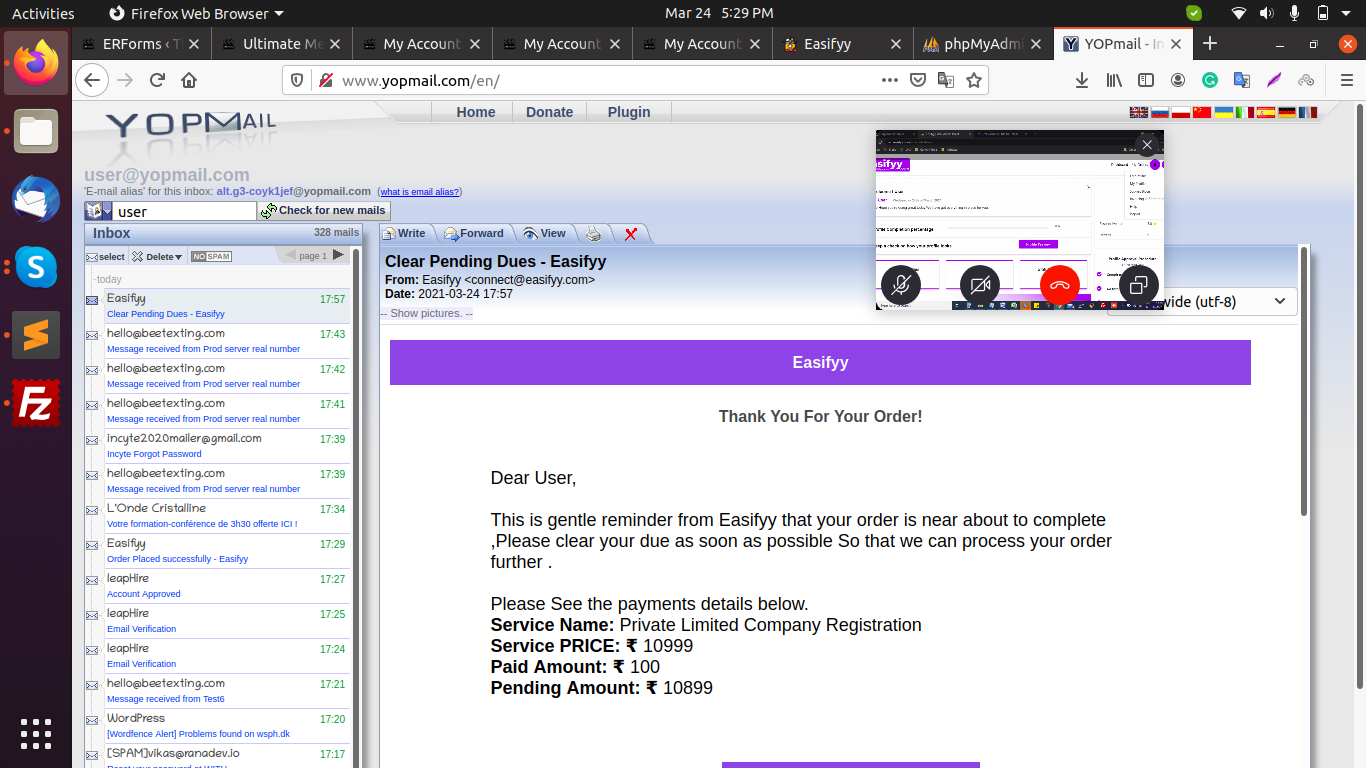 Activities
Firefox Web Browser
Mar 24 5:29 PM
ERForms ‹ T
Ultimate Me
My Account
My Account
My Account
Easifyy
phpMyAdmi
YOPmail - In
www.yopmail.com/en/
YOPMAIL
Home
Donate
Plugin
user@yopmail.com
'E-mail alias' for this inbox: alt.g3-coyk1jef@yopmail.com (what is email alias?)
user
Check for new mails
Inbox
328 mails
select
Delete
NO SPAM
page 1
today
Easifyy 17:57
Clear Pending Dues - Easifyy
hello@beetexting.com 17:43
Message received from Prod server real number
hello@beetexting.com 17:42
Message received from Prod server real number
hello@beetexting.com 17:41
Message received from Prod server real number
incyte2020mailer@gmail.com 17:39
Incyte Forgot Password
hello@beetexting.com 17:39
Message received from Prod server real number
L'Onde Cristalline 17:34
Votre formation-conférence de 3h30 offerte ICI !
Easifyy 17:29
Order Placed successfully - Easifyy
leapHire 17:27
Account Approved
leapHire 17:25
Email Verification
leapHire 17:24
Email Verification
hello@beetexting.com 17:21
Message received from Test6
WordPress 17:20
[Wordfence Alert] Problems found on wsph.dk
[SPAM]vikas@ranadev.io 17:17
Write
Forward
View
Clear Pending Dues - Easifyy
From: Easifyy <connect@easifyy.com>
Date: 2021-03-24 17:57
-- Show pictures. --
wide (utf-8)
Profile Completion percentage
Profile Approval Procedure
Easifyy
Thank You For Your Order!
Dear User,
This is gentle reminder from Easifyy that your order is near about to complete
,Please clear your due as soon as possible So that we can process your order
further .
Please See the payments details below.
Service Name: Private Limited Company Registration
Service PRICE: ₹ 10999
Paid Amount: ₹ 100
Pending Amount: ₹ 10899